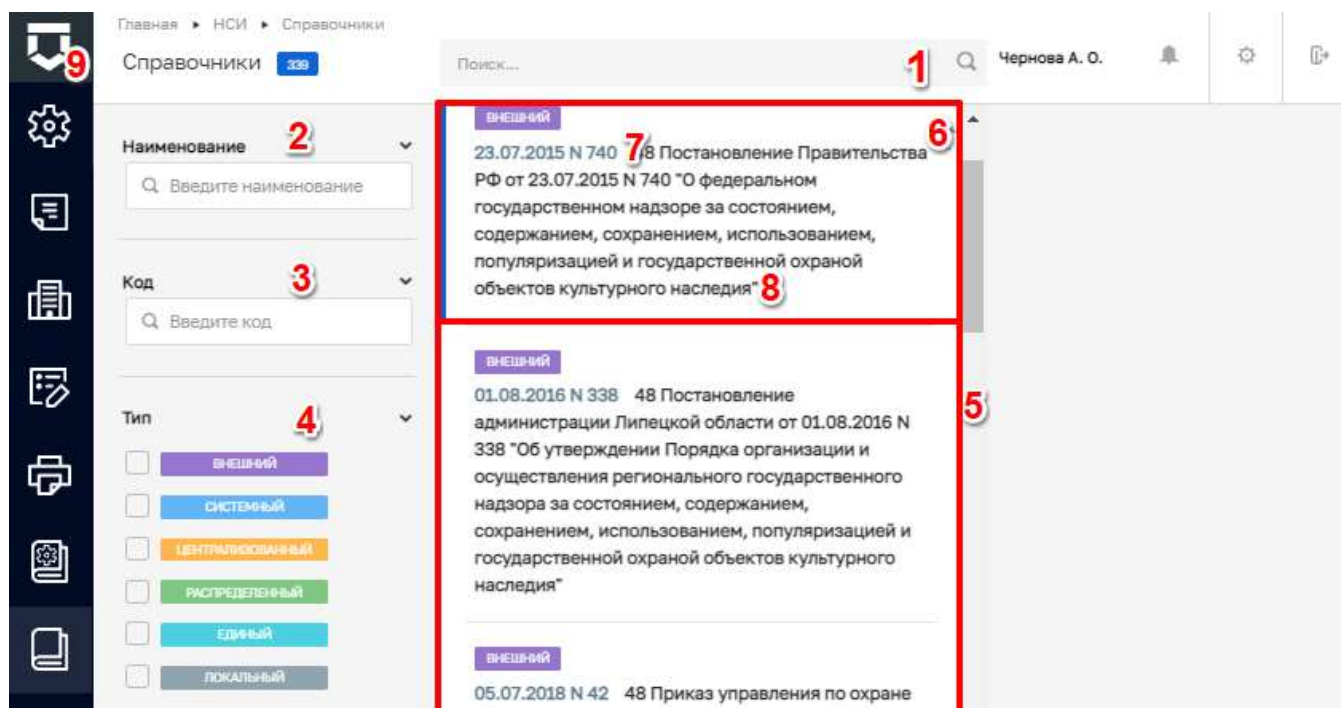 Главная ▸ НСИ ▸ Справочники
Справочники 339
Поиск...
1
Чернова А. О.
9
Наименование 2
Введите наименование
Код 3
Введите код
Тип 4
ВНЕШНИЙ
СИСТЕМНЫЙ
ЦЕНТРАЛИЗОВАННЫЙ
РАСПРЕДЕЛЕННЫЙ
ЕДИНЫЙ
ЛОКАЛЬНЫЙ
ВНЕШНИЙ
6
23.07.2015 N 740 7 48 Постановление Правительства
РФ от 23.07.2015 N 740 "О федеральном
государственном надзоре за состоянием,
содержанием, сохранением, использованием,
популяризацией и государственной охраной
объектов культурного наследия" 8
ВНЕШНИЙ
5
01.08.2016 N 338 48 Постановление
администрации Липецкой области от 01.08.2016 N
338 "Об утверждении Порядка организации и
осуществления регионального государственного
надзора за состоянием, содержанием,
сохранением, использованием, популяризацией и
государственной охраной объектов культурного
наследия"
ВНЕШНИЙ
05.07.2018 N 42 48 Приказ управления по охране